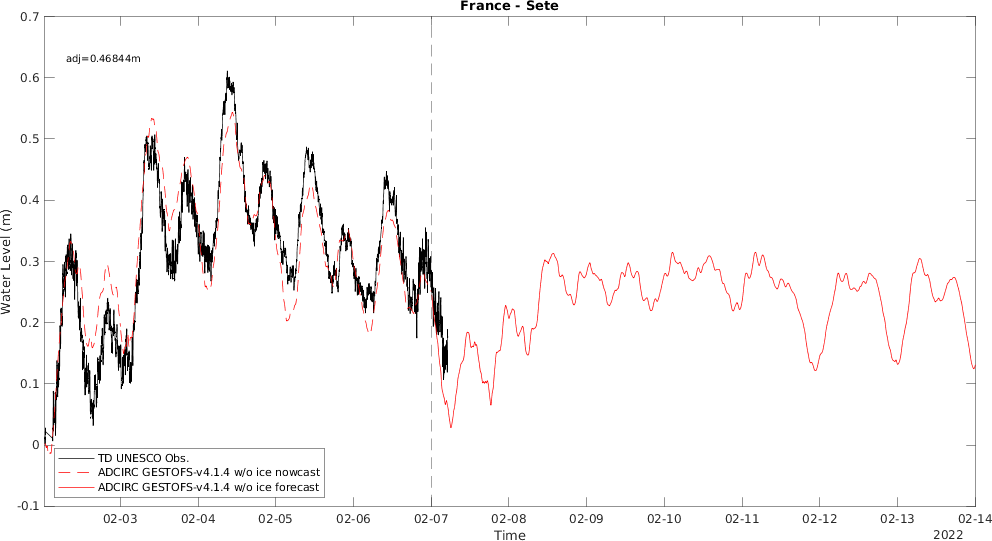 France - Sete
adj=0.46844m
0.7
0.6
0.5
0.4
0.3
0.2
0.1
0
-0.1
Water Level (m)
TD UNESCO Obs.
ADCIRC GESTOFS-v4.1.4 w/o ice nowcast
ADCIRC GESTOFS-v4.1.4 w/o ice forecast
02-03 02-04 02-05 02-06 02-07 02-08 02-09 02-10 02-11 02-12 02-13 02-14
Time
2022